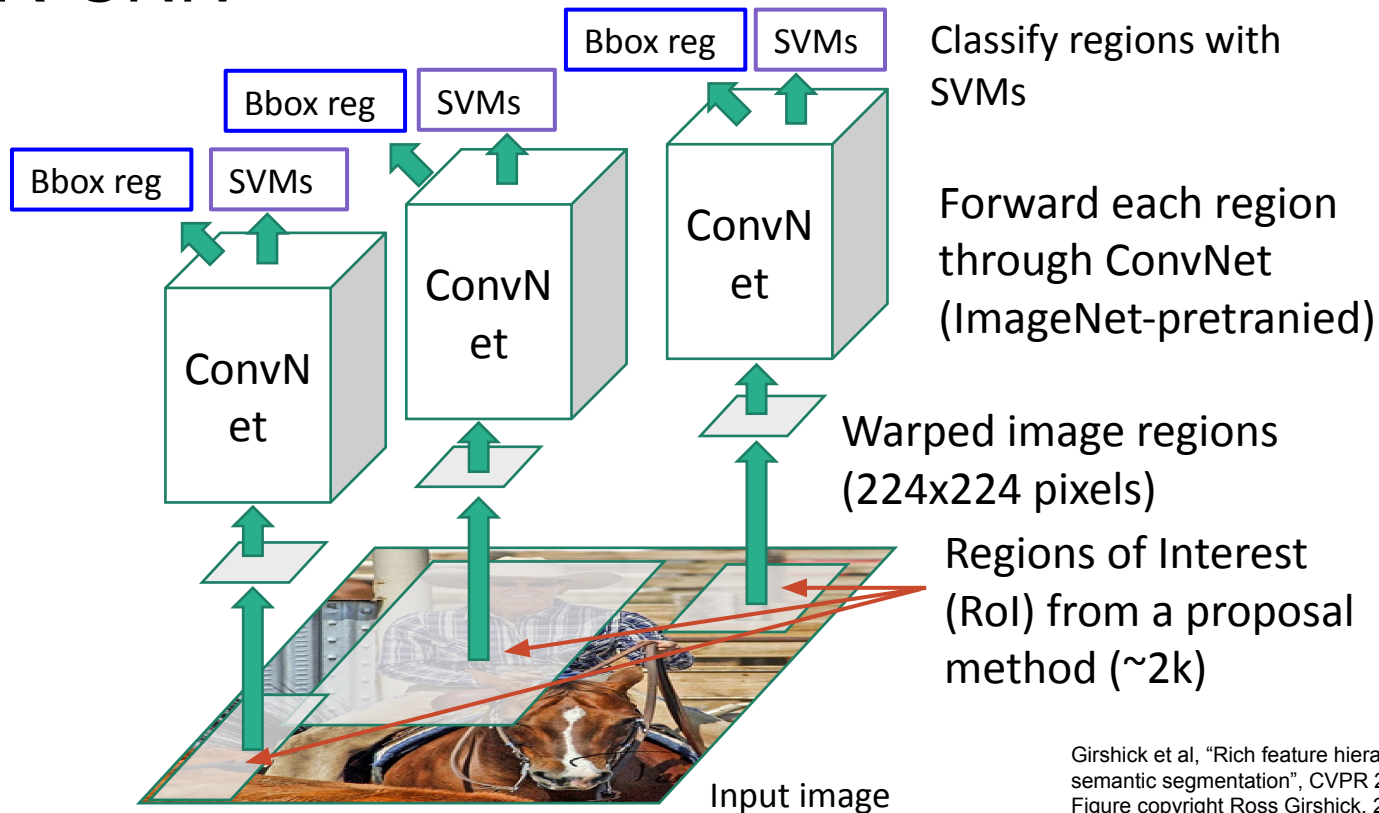 Bbox reg
SVMs
Classify regions with
SVMs
Bbox reg
SVMs
Bbox reg
SVMs
Forward each region
through ConvNet
(ImageNet-pretranied)
ConvN
et
ConvN
et
ConvN
et
Warped image regions
(224x224 pixels)
Regions of Interest
(RoI) from a proposal
method (~2k)
Input image
Girshick et al, “Rich feature hiera
semantic segmentation”, CVPR 2
Figure copyright Ross Girshick, 2